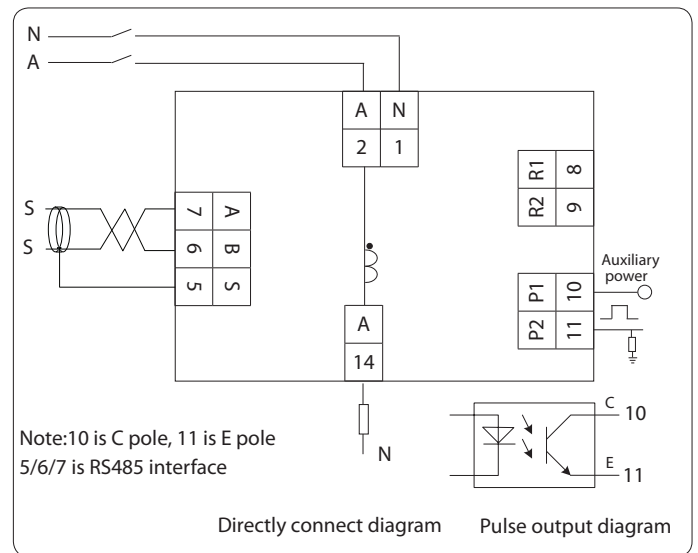 N
A
A N
2 1
R1 8
R2 9
S
S
7 A
6 B
5 S
Auxiliary
power
P1 10
P2 11
A
14
N
C 10
E 11
Note:10 is C pole, 11 is E pole
5/6/7 is RS485 interface
Directly connect diagram
Pulse output diagram